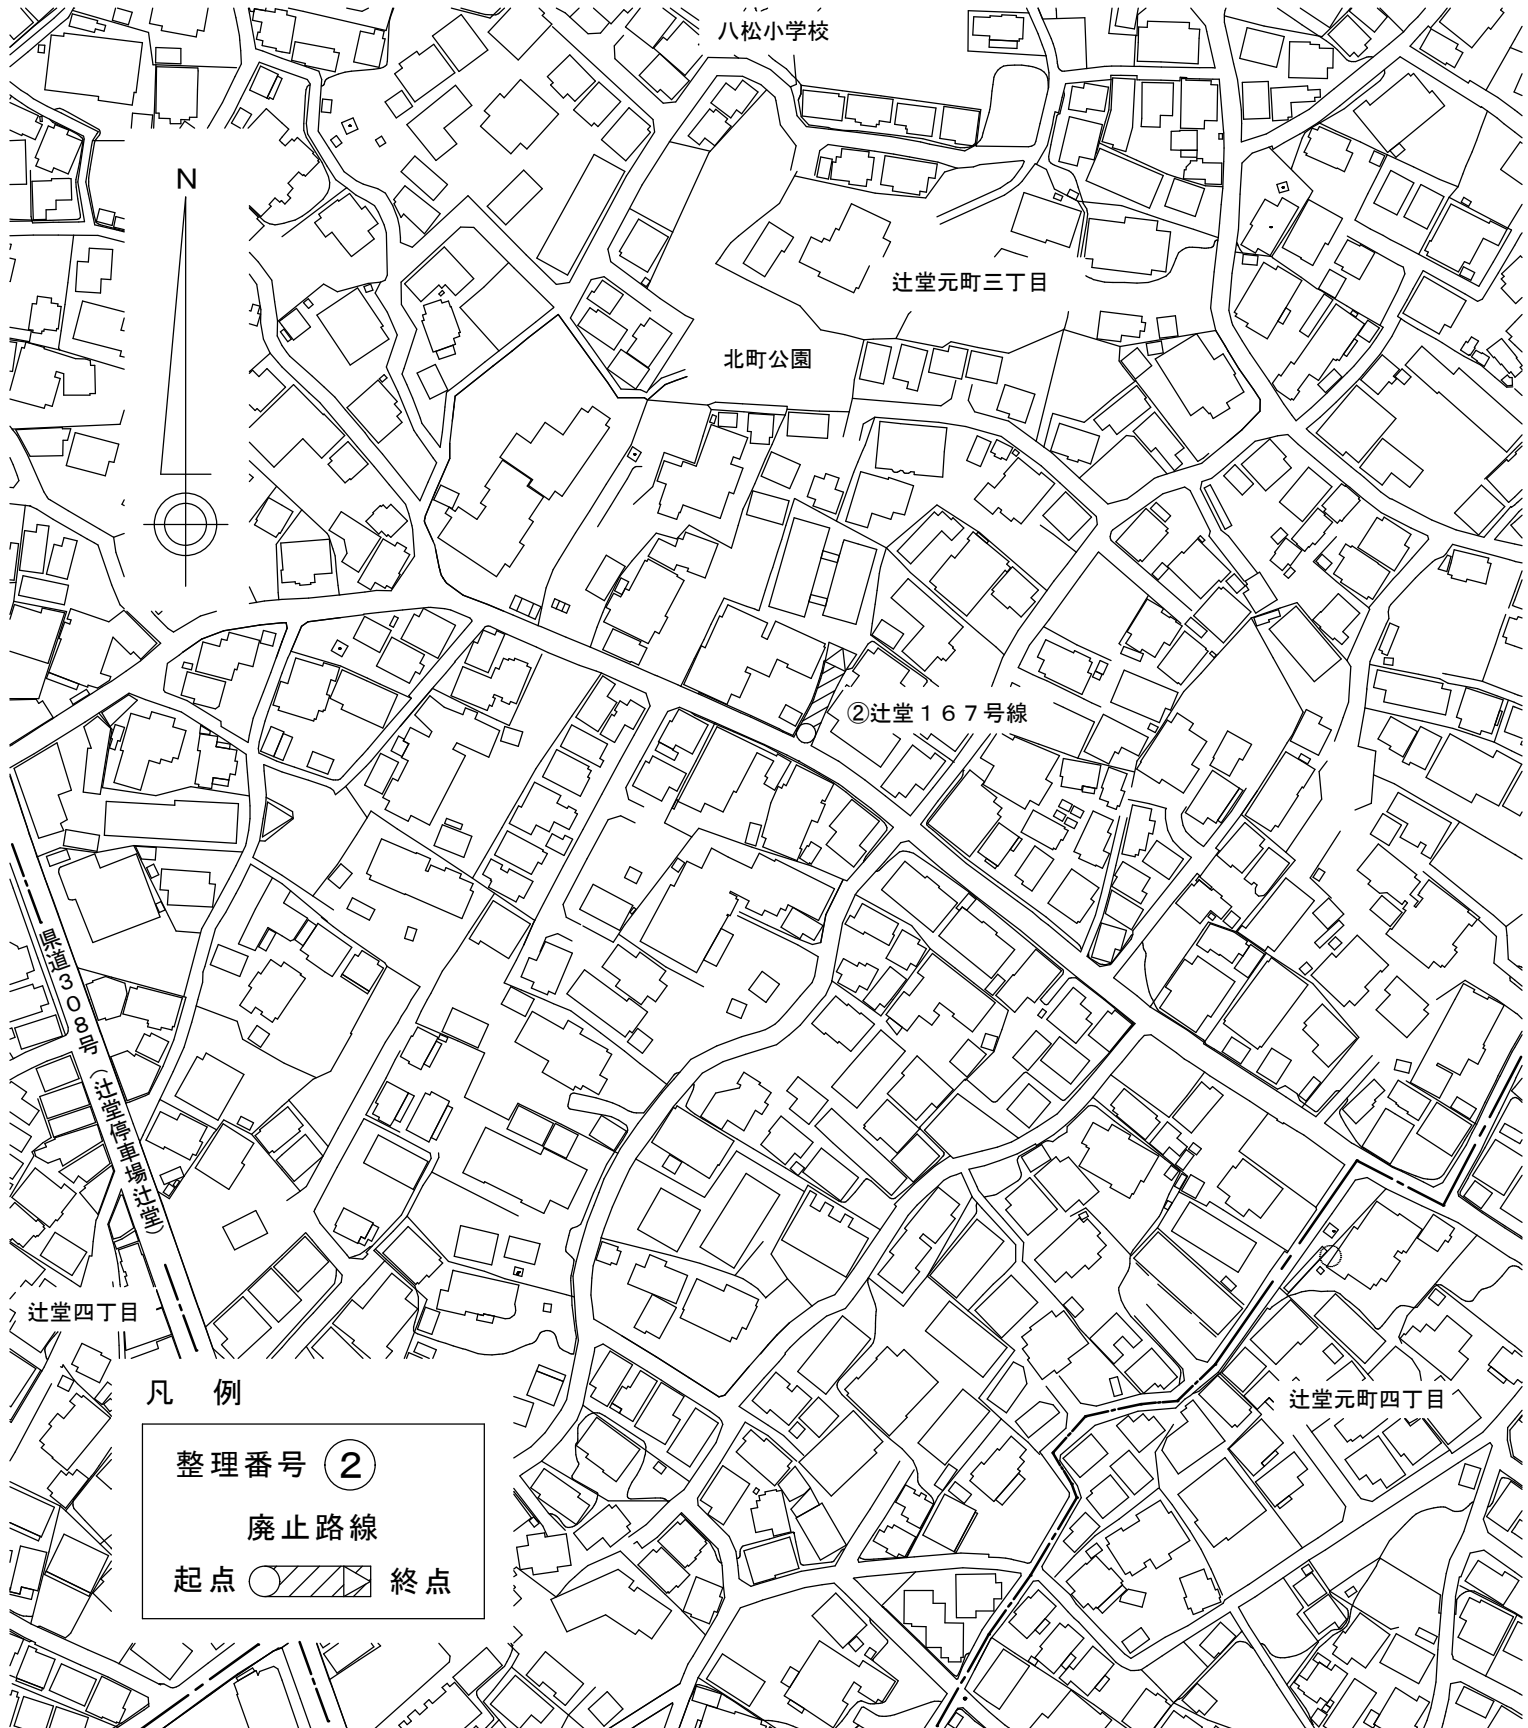 八松小学校
N
辻堂元町三丁目
北町公園
②辻堂１６７号線
県道３０８号（辻堂停車場辻堂）
辻堂四丁目
辻堂元町四丁目
凡 例
整理番号 ②
廃止路線
起点 終点